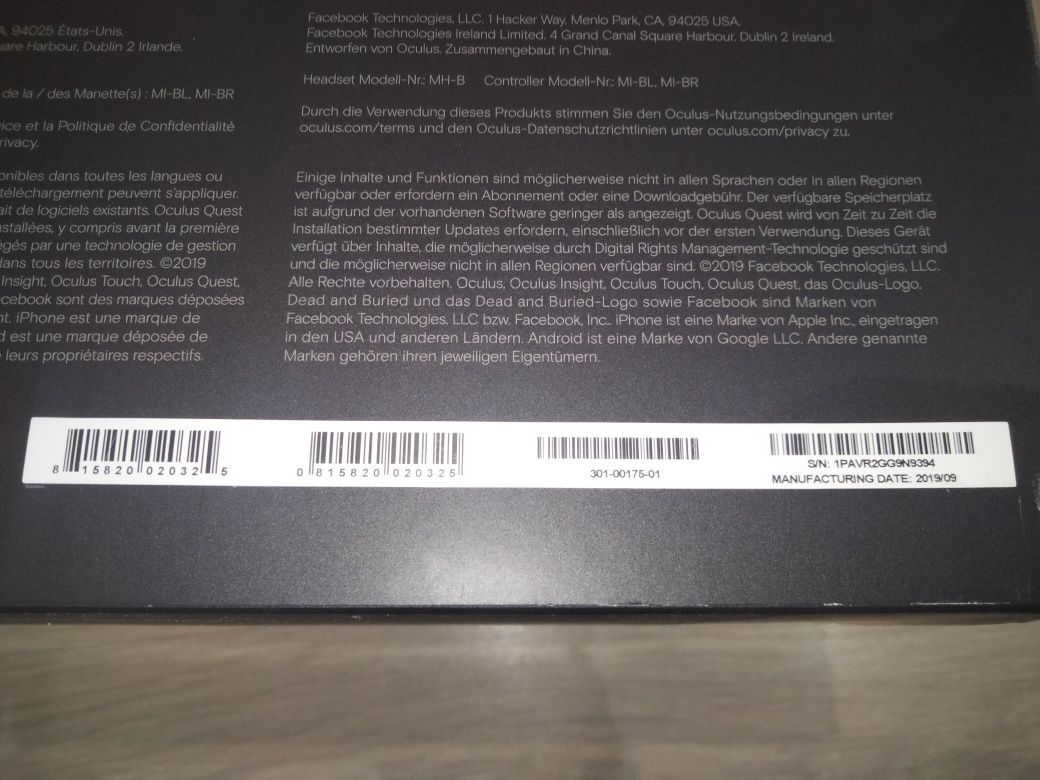 A, 94025 États-Unis.
uare Harbour, Dublin 2 Irlande.
de la / des Manette(s) : MI-BL, MI-BR
vice et la Politique de Confidentialité
rivacy.
onibles dans toutes les langues ou
téléchargement peuvent s'appliquer.
ait de logiciels existants. Oculus Quest
nstallées, y compris avant la première
égés par une technologie de gestion
dans tous les territoires. ©2019
Insight, Oculus Touch, Oculus Quest,
acebook sont des marques déposées
nt. iPhone est une marque de
d est une marque déposée de
leurs propriétaires respectifs.
Facebook Technologies, LLC. 1 Hacker Way, Menlo Park, CA, 94025 USA.
Facebook Technologies Ireland Limited. 4 Grand Canal Square Harbour, Dublin 2 Ireland.
Entworfen von Oculus. Zusammengebaut in China.
Headset Modell-Nr.: MH-B Controller Modell-Nr.: MI-BL, MI-BR
Durch die Verwendung dieses Produkts stimmen Sie den Oculus-Nutzungsbedingungen unter
oculus.com/terms und den Oculus-Datenschutzrichtlinien unter oculus.com/privacy zu.
Einige Inhalte und Funktionen sind möglicherweise nicht in allen Sprachen oder in allen Regionen
verfügbar oder erfordern ein Abonnement oder eine Downloadgebühr. Der verfügbare Speicherplatz
ist aufgrund der vorhandenen Software geringer als angezeigt. Oculus Quest wird von Zeit zu Zeit die
Installation bestimmter Updates erfordern, einschließlich vor der ersten Verwendung. Dieses Gerät
verfügt über Inhalte, die möglicherweise durch Digital Rights Management-Technologie geschützt sind
und die möglicherweise nicht in allen Regionen verfügbar sind. ©2019 Facebook Technologies, LLC.
Alle Rechte vorbehalten. Oculus, Oculus Insight, Oculus Touch, Oculus Quest, das Oculus-Logo,
Dead and Buried und das Dead and Buried-Logo sowie Facebook sind Marken von
Facebook Technologies, LLC bzw. Facebook, Inc.. iPhone ist eine Marke von Apple Inc., eingetragen
in den USA und anderen Ländern. Android ist eine Marke von Google LLC. Andere genannte
Marken gehören ihren jeweiligen Eigentümern.
8 15820 02032 5
0 815820 020325
301-00175-01
S/N: 1PAVR2GG9N9394
MANUFACTURING DATE: 2019/09